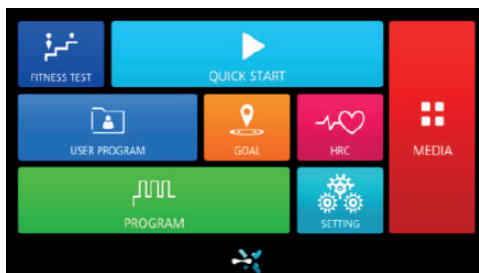 FITNESS TEST
QUICK START
USER PROGRAM
GOAL
HRC
MEDIA
PROGRAM
SETTING